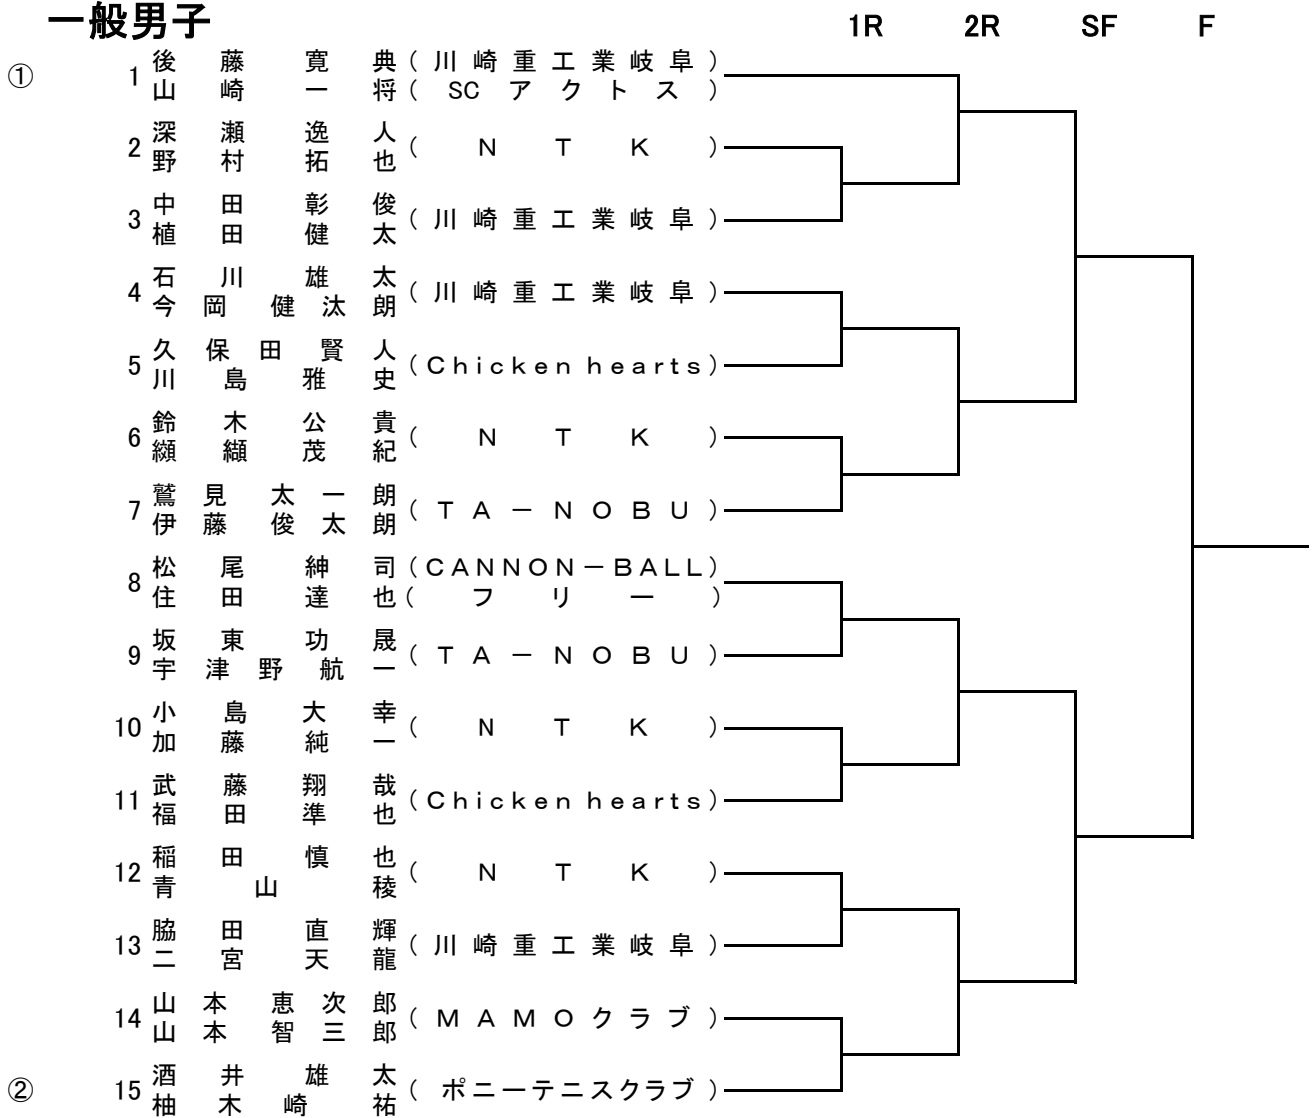 一般男子 1R 2R SF F
① 1 後藤寛典 (川崎重工業岐阜)
山崎一将 (SCアクトス)
2 深瀬逸人 (NTK)
野村拓也
3 中田彰俊 (川崎重工業岐阜)
植田健太
4 石川雄太 (川崎重工業岐阜)
今岡健汰朗
5 久保田賢人 (Chicken hearts)
川島雅史
6 鈴木公貴 (NTK)
纐纈茂紀
7 鷲見太一朗 (TA-NOBU)
伊藤俊太朗
8 松尾紳司 (CANNON-BALL)
住田達也 (フリー)
9 坂東功晟 (TA-NOBU)
宇津野航一
10 小島大幸 (NTK)
加藤純一
11 武藤翔哉 (Chicken hearts)
福田準也
12 稲田慎也 (NTK)
青山稜
13 脇田直輝 (川崎重工業岐阜)
二宮天龍
14 山本恵次郎 (MAMOクラブ)
山本智三郎
② 15 酒井雄太 (ポニーテニスクラブ)
柚木崎祐